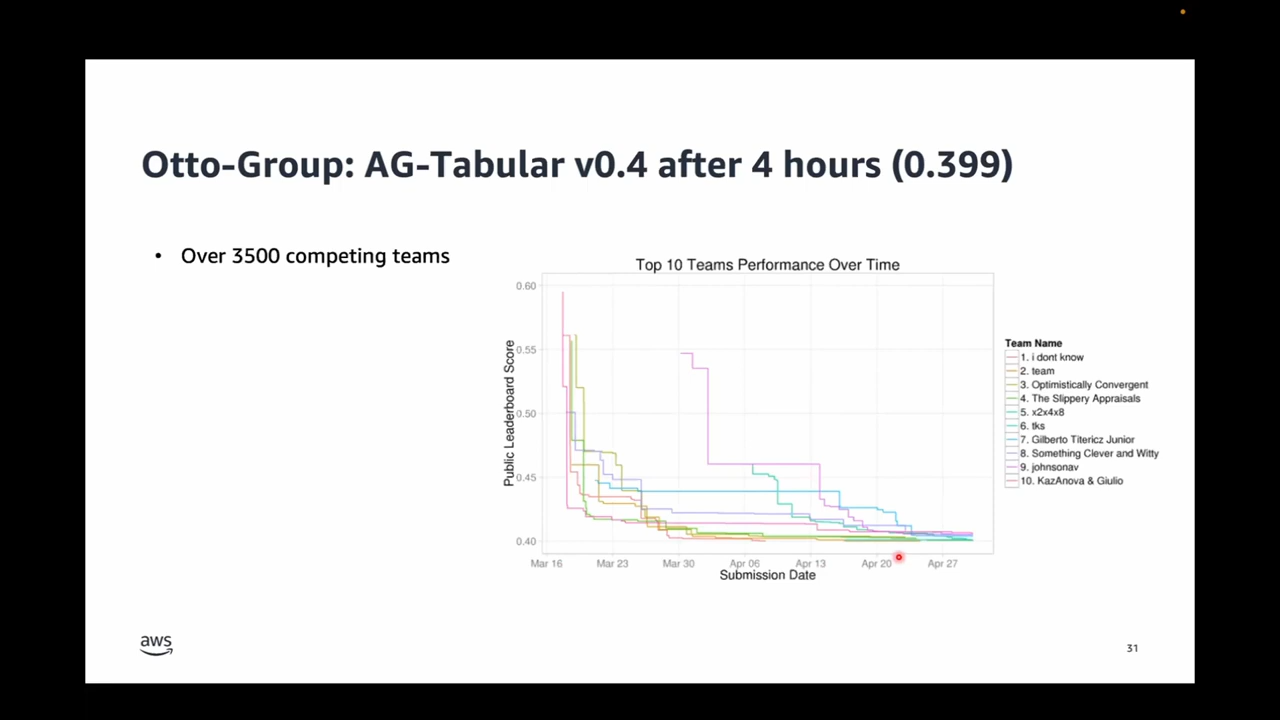 Otto-Group: AG-Tabular v0.4 after 4 hours (0.399)
• Over 3500 competing teams
Top 10 Teams Performance Over Time
0.60
0.55
0.50
0.45
0.40
Public Leaderboard Score
Mar 16
Mar 23
Mar 30
Apr 06
Apr 13
Apr 20
Apr 27
Submission Date
Team Name
1. i dont know
2. team
3. Optimistically Convergent
4. The Slippery Appraisals
5. x2x4x8
6. tks
7. Gilberto Titericz Junior
8. Something Clever and Witty
9. johnsonav
10. KazAnova & Giulio
aws
31